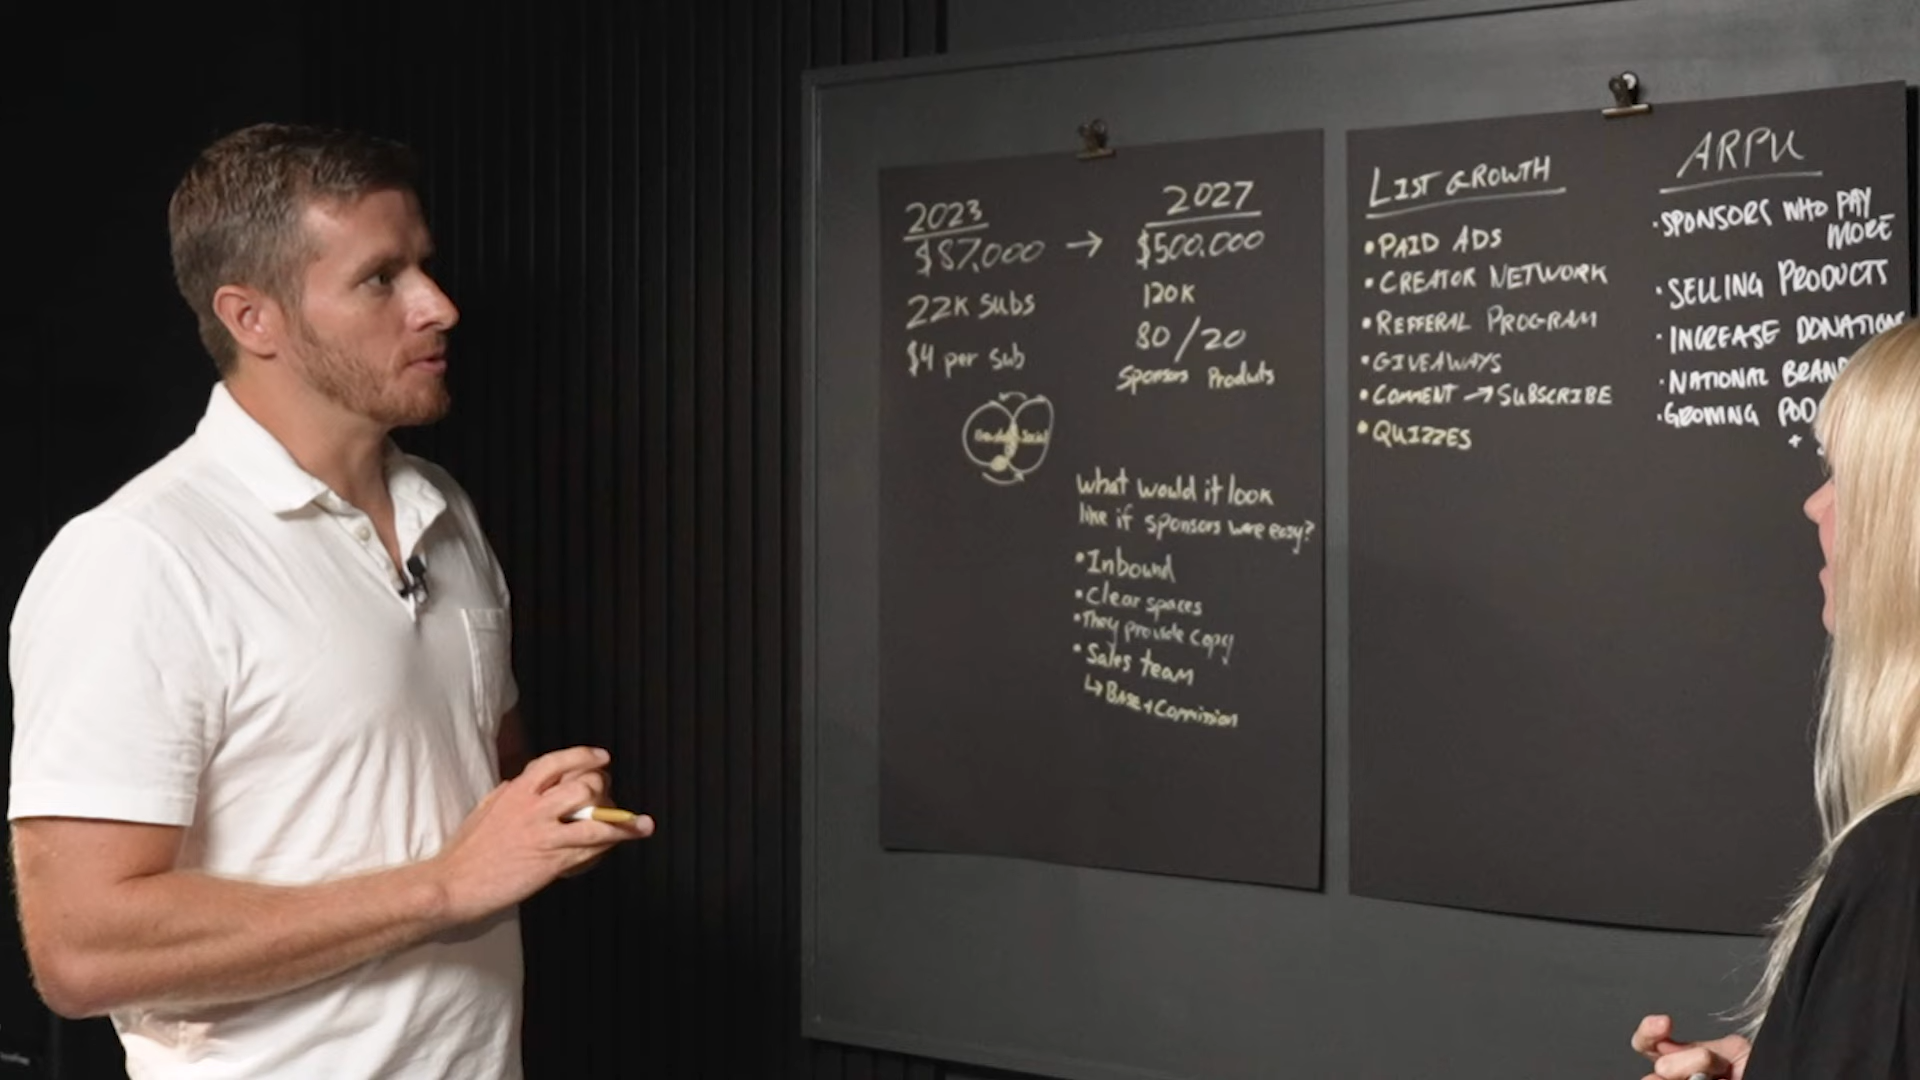 2023
$87,000 →
22K subs
$4 per sub
Social
2027
$500.000
120K
80/20
Sponsors Products
What would it look
like if sponsors were easy?
• Inbound
• Clear spaces
• They provide copy
• Sales team
↳ Base + Commission
LIST GROWTH
• PAID ADS
• CREATOR NETWORK
• REFFERAL PROGRAM
• GIVEAWAYS
• COMMENT → SUBSCRIBE
• QUIZZES
ARPU
• SPONSORS WHO PAY
MORE
• SELLING PRODUCTS
• INCREASE DONATION
• NATIONAL BRAND
• GROWING POD
+